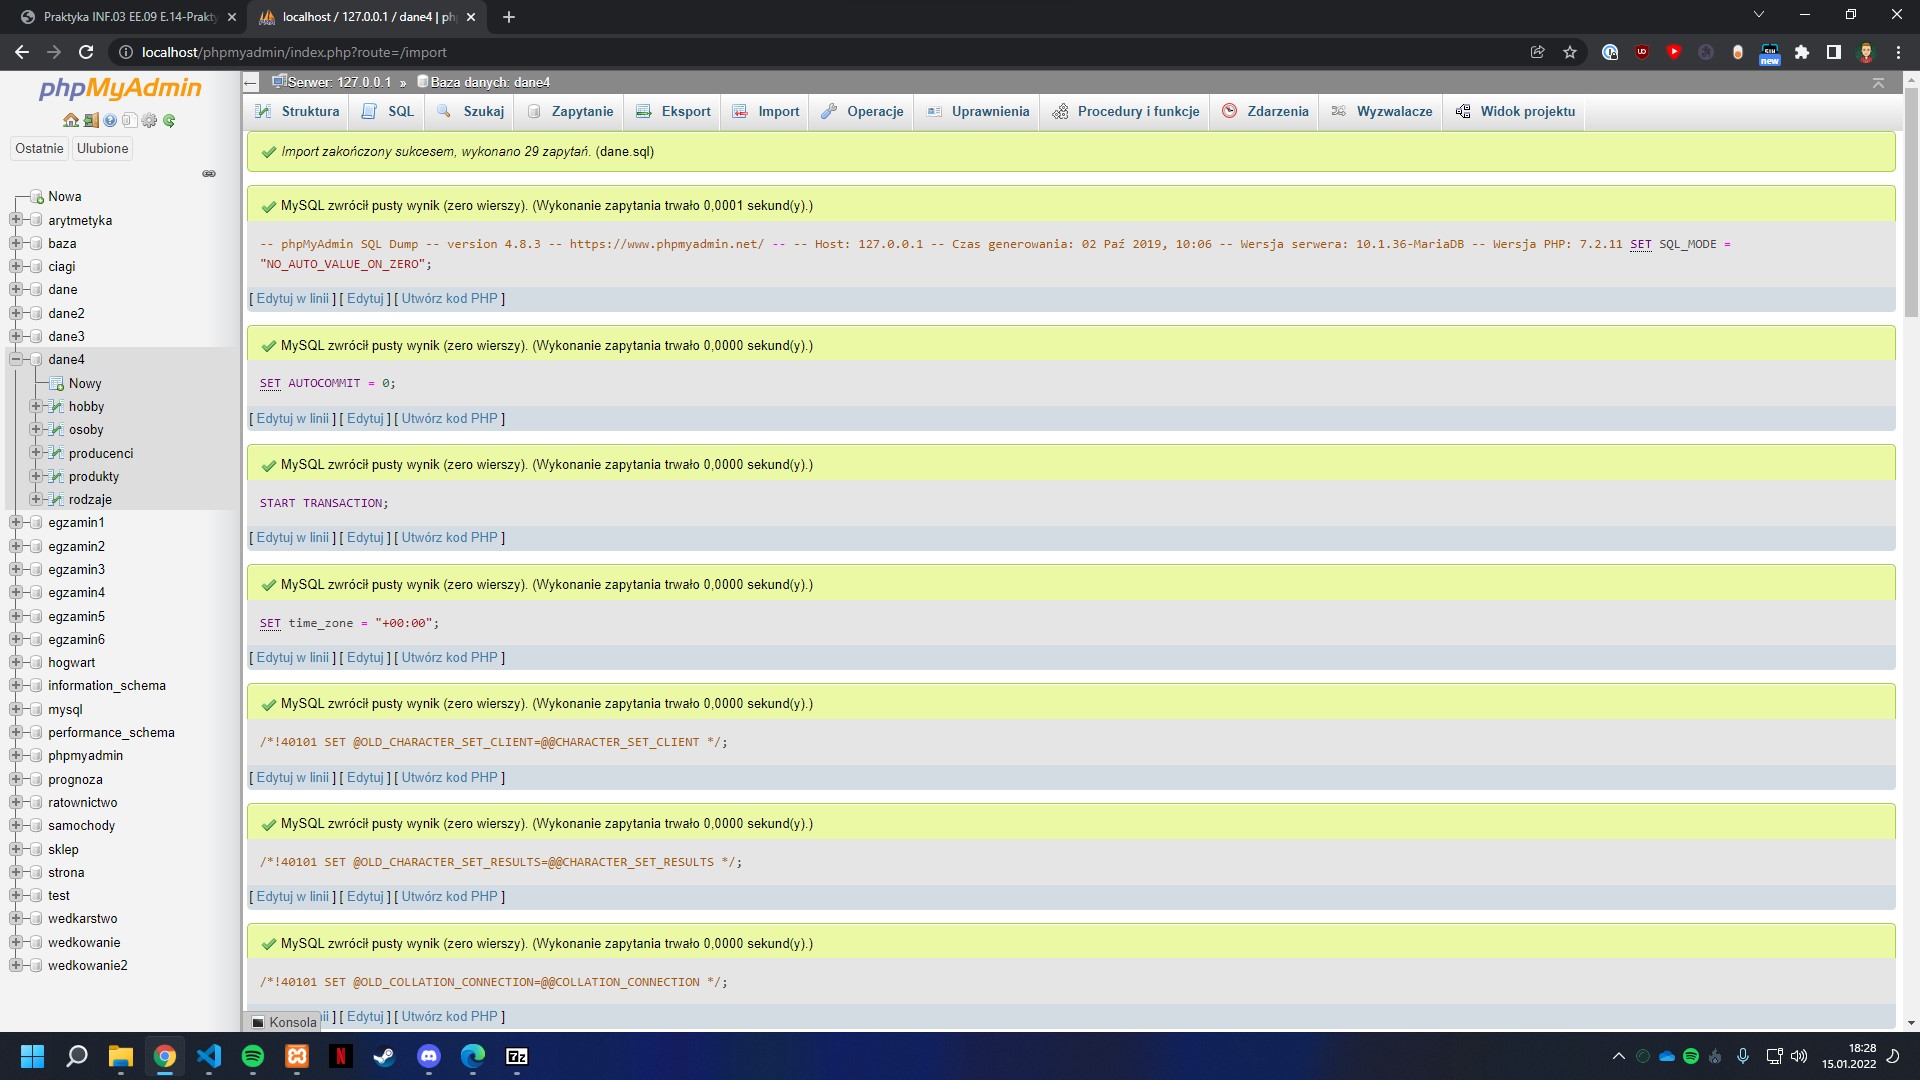 Praktyka INF.03 EE.09 E.14-Prakty
localhost / 127.0.0.1 / dane4 | ph
localhost/phpmyadmin/index.php?route=/import
new
phpMyAdmin
Ostatnie
Ulubione
Nowa
arytmetyka
baza
ciagi
dane
dane2
dane3
dane4
Nowy
hobby
osoby
producenci
produkty
rodzaje
egzamin1
egzamin2
egzamin3
egzamin4
egzamin5
egzamin6
hogwart
information_schema
mysql
performance_schema
phpmyadmin
prognoza
ratownictwo
samochody
sklep
strona
test
wedkarstwo
wedkowanie
wedkowanie2
Serwer: 127.0.0.1 » Baza danych: dane4
Struktura SQL Szukaj Zapytanie Eksport Import Operacje Uprawnienia Procedury i funkcje Zdarzenia Wyzwalacze Widok projektu
Import zakończony sukcesem, wykonano 29 zapytań. (dane.sql)
MySQL zwrócił pusty wynik (zero wierszy). (Wykonanie zapytania trwało 0,0001 sekund(y).)
-- phpMyAdmin SQL Dump -- version 4.8.3 -- https://www.phpmyadmin.net/ -- -- Host: 127.0.0.1 -- Czas generowania: 02 Paź 2019, 10:06 -- Wersja serwera: 10.1.36-MariaDB -- Wersja PHP: 7.2.11 SET SQL_MODE =
"NO_AUTO_VALUE_ON_ZERO";
[ Edytuj w linii ] [ Edytuj ] [ Utwórz kod PHP ]
MySQL zwrócił pusty wynik (zero wierszy). (Wykonanie zapytania trwało 0,0000 sekund(y).)
SET AUTOCOMMIT = 0;
[ Edytuj w linii ] [ Edytuj ] [ Utwórz kod PHP ]
MySQL zwrócił pusty wynik (zero wierszy). (Wykonanie zapytania trwało 0,0000 sekund(y).)
START TRANSACTION;
[ Edytuj w linii ] [ Edytuj ] [ Utwórz kod PHP ]
MySQL zwrócił pusty wynik (zero wierszy). (Wykonanie zapytania trwało 0,0000 sekund(y).)
SET time_zone = "+00:00";
[ Edytuj w linii ] [ Edytuj ] [ Utwórz kod PHP ]
MySQL zwrócił pusty wynik (zero wierszy). (Wykonanie zapytania trwało 0,0000 sekund(y).)
/*!40101 SET @OLD_CHARACTER_SET_CLIENT=@@CHARACTER_SET_CLIENT */;
[ Edytuj w linii ] [ Edytuj ] [ Utwórz kod PHP ]
MySQL zwrócił pusty wynik (zero wierszy). (Wykonanie zapytania trwało 0,0000 sekund(y).)
/*!40101 SET @OLD_CHARACTER_SET_RESULTS=@@CHARACTER_SET_RESULTS */;
[ Edytuj w linii ] [ Edytuj ] [ Utwórz kod PHP ]
MySQL zwrócił pusty wynik (zero wierszy). (Wykonanie zapytania trwało 0,0000 sekund(y).)
/*!40101 SET @OLD_COLLATION_CONNECTION=@@COLLATION_CONNECTION */;
ii ] [ Edytuj ] [ Utwórz kod PHP ]
Konsola
N
7z
18:28
15.01.2022